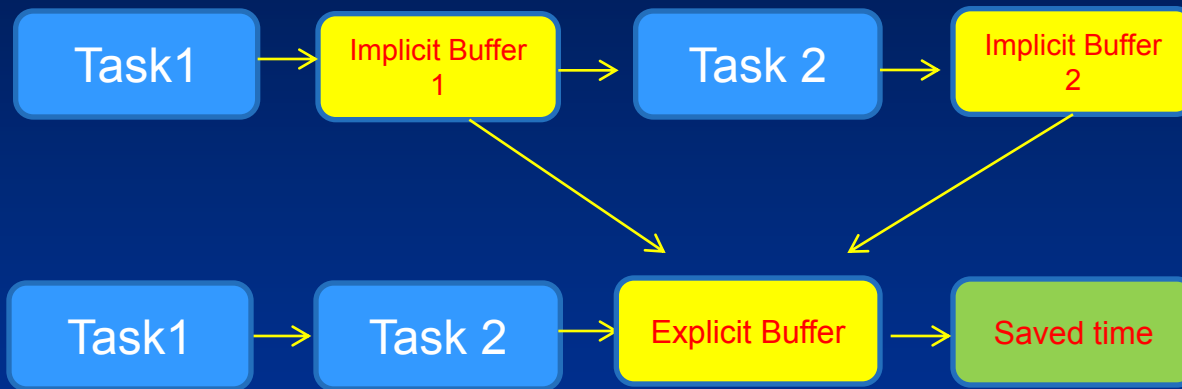 Task1
Implicit Buffer
1
Task 2
Implicit Buffer
2
Task1
Task 2
Explicit Buffer
Saved time